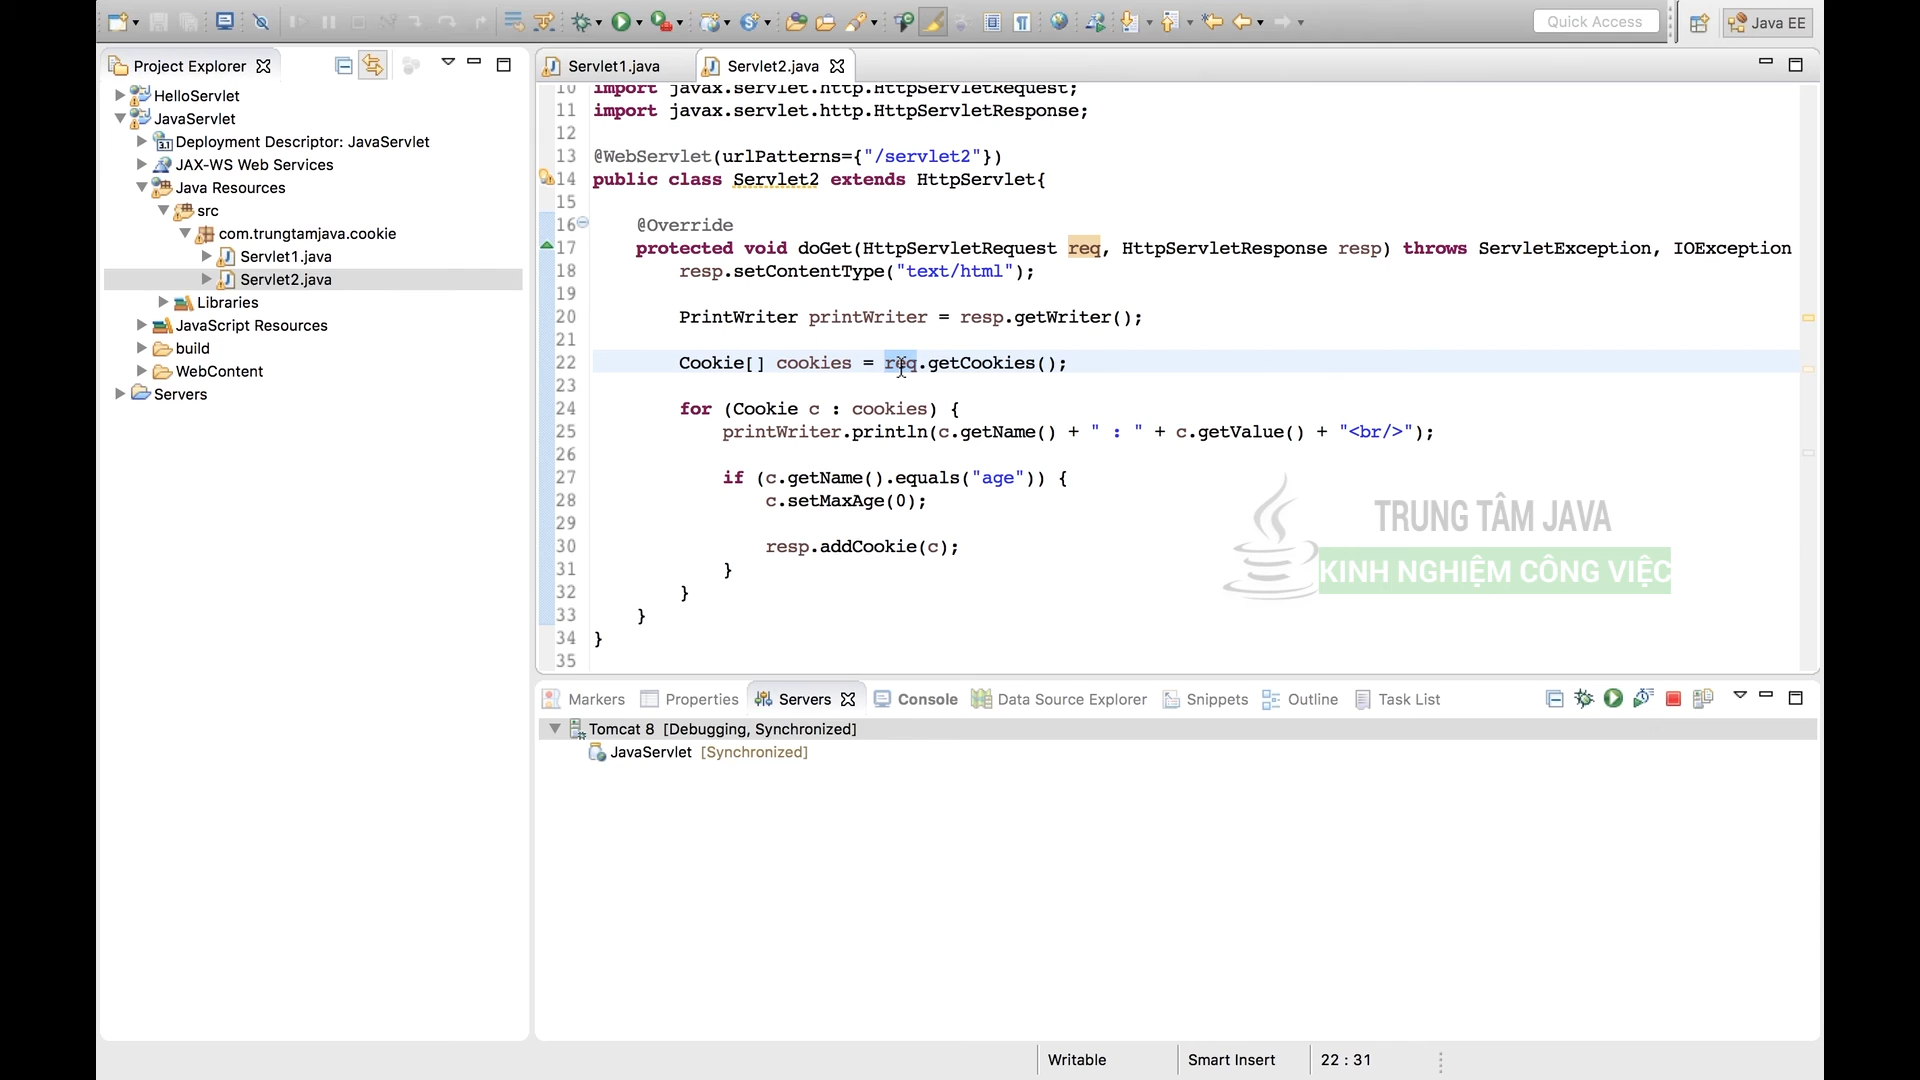 Quick Access
Java EE
Project Explorer
HelloServlet
JavaServlet
Deployment Descriptor: JavaServlet
JAX-WS Web Services
Java Resources
src
com.trungtamjava.cookie
Servlet1.java
Servlet2.java
Libraries
JavaScript Resources
build
WebContent
Servers
Servlet1.java
Servlet2.java
10 import javax.servlet.http.HttpServletRequest;
11 import javax.servlet.http.HttpServletResponse;
12
13 @WebServlet(urlPatterns={"/servlet2"})
14 public class Servlet2 extends HttpServlet{
15
16 @Override
17 protected void doGet(HttpServletRequest req, HttpServletResponse resp) throws ServletException, IOException
18 resp.setContentType("text/html");
19
20 PrintWriter printWriter = resp.getWriter();
21
22 Cookie[] cookies = req.getCookies();
23
24 for (Cookie c : cookies) {
25 printWriter.println(c.getName() + " : " + c.getValue() + "<br/>");
26
27 if (c.getName().equals("age")) {
28 c.setMaxAge(0);
29
30 resp.addCookie(c);
31 }
32 }
33 }
34 }
35
TRUNG TÂM JAVA
KINH NGHIỆM CÔNG VIỆC
Markers
Properties
Servers
Console
Data Source Explorer
Snippets
Outline
Task List
Tomcat 8 [Debugging, Synchronized]
JavaServlet [Synchronized]
Writable
Smart Insert
22 : 31